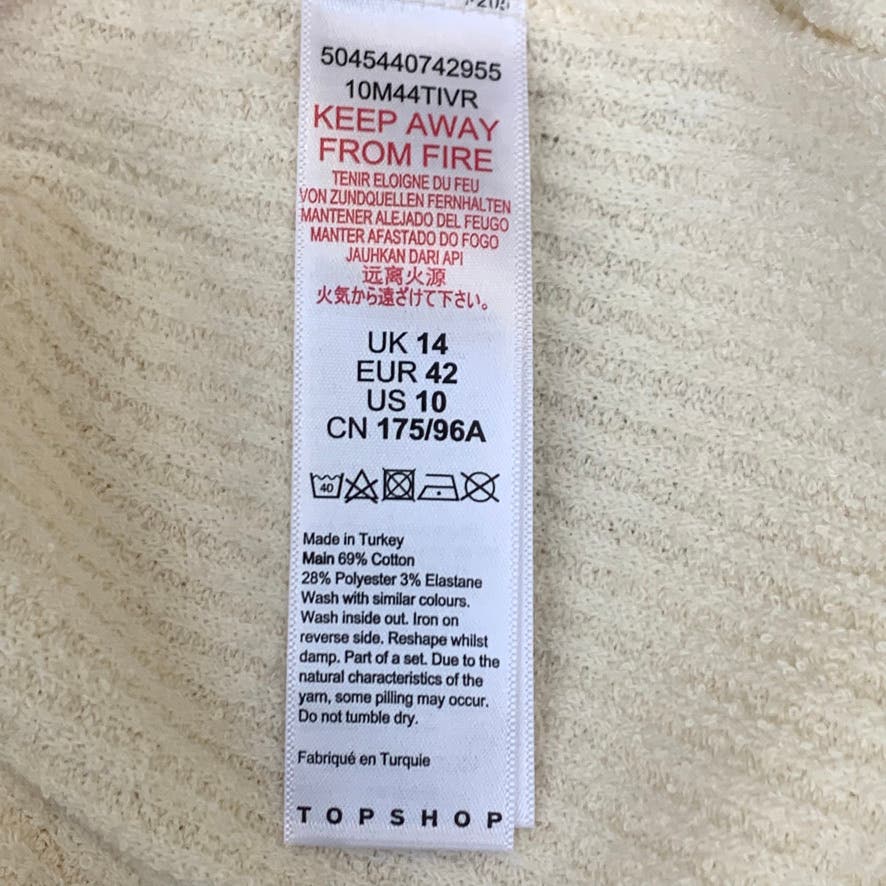 5045440742955
10M44TIVR
KEEP AWAY
FROM FIRE
TENIR ELOIGNE DU FEU
VON ZUNDQUELLEN FERNHALTEN
MANTENER ALEJADO DEL FEUGO
MANTER AFASTADO DO FOGO
JAUHKAN DARI API
远离火源
火気から遠ざけて下さい。
UK 14
EUR 42
US 10
CN 175/96A
40
Made in Turkey
Main 69% Cotton
28% Polyester 3% Elastane
Wash with similar colours.
Wash inside out. Iron on
reverse side. Reshape whilst
damp. Part of a set. Due to the
natural characteristics of the
yarn, some pilling may occur.
Do not tumble dry.
Fabriqué en Turquie
TOPSHOP